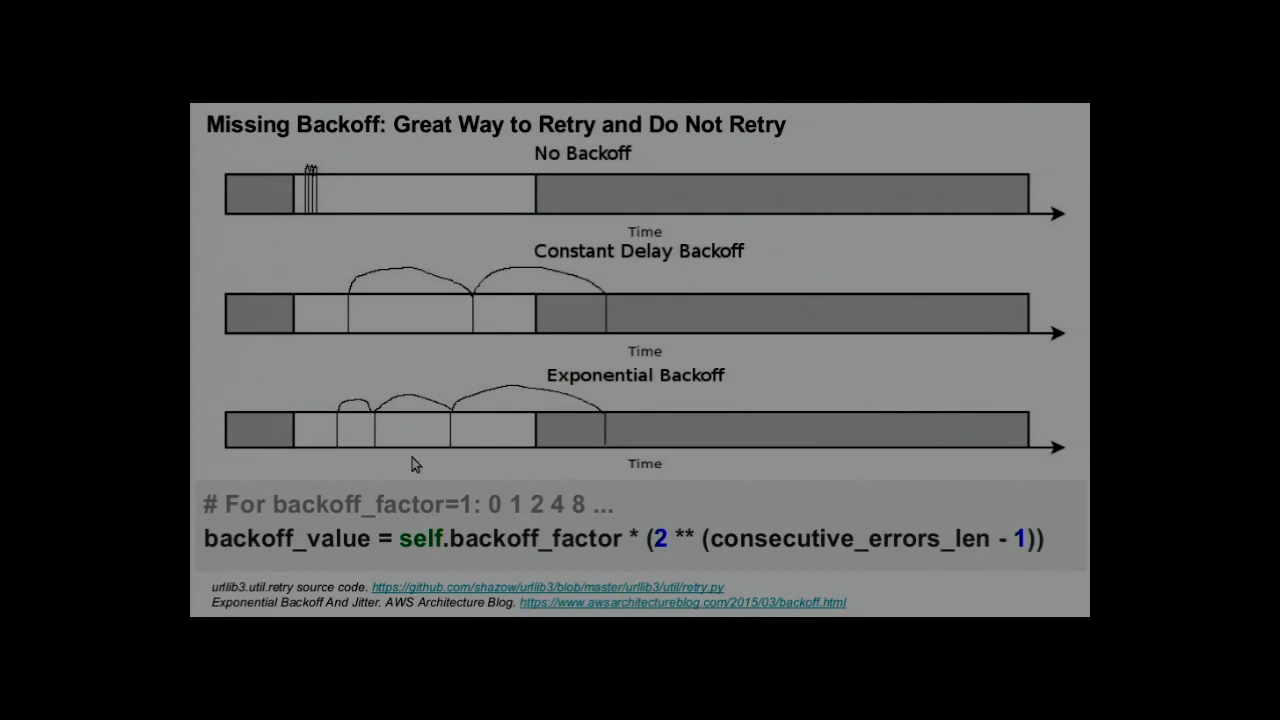 Missing Backoff: Great Way to Retry and Do Not Retry
No Backoff
Time
Constant Delay Backoff
Time
Exponential Backoff
Time
# For backoff_factor=1: 0 1 2 4 8 ...
backoff_value = self.backoff_factor * (2 ** (consecutive_errors_len - 1))
urllib3.util.retry source code. https://github.com/shazow/urllib3/blob/master/urllib3/util/retry.py
Exponential Backoff And Jitter. AWS Architecture Blog. https://www.awsarchitectureblog.com/2015/03/backoff.html